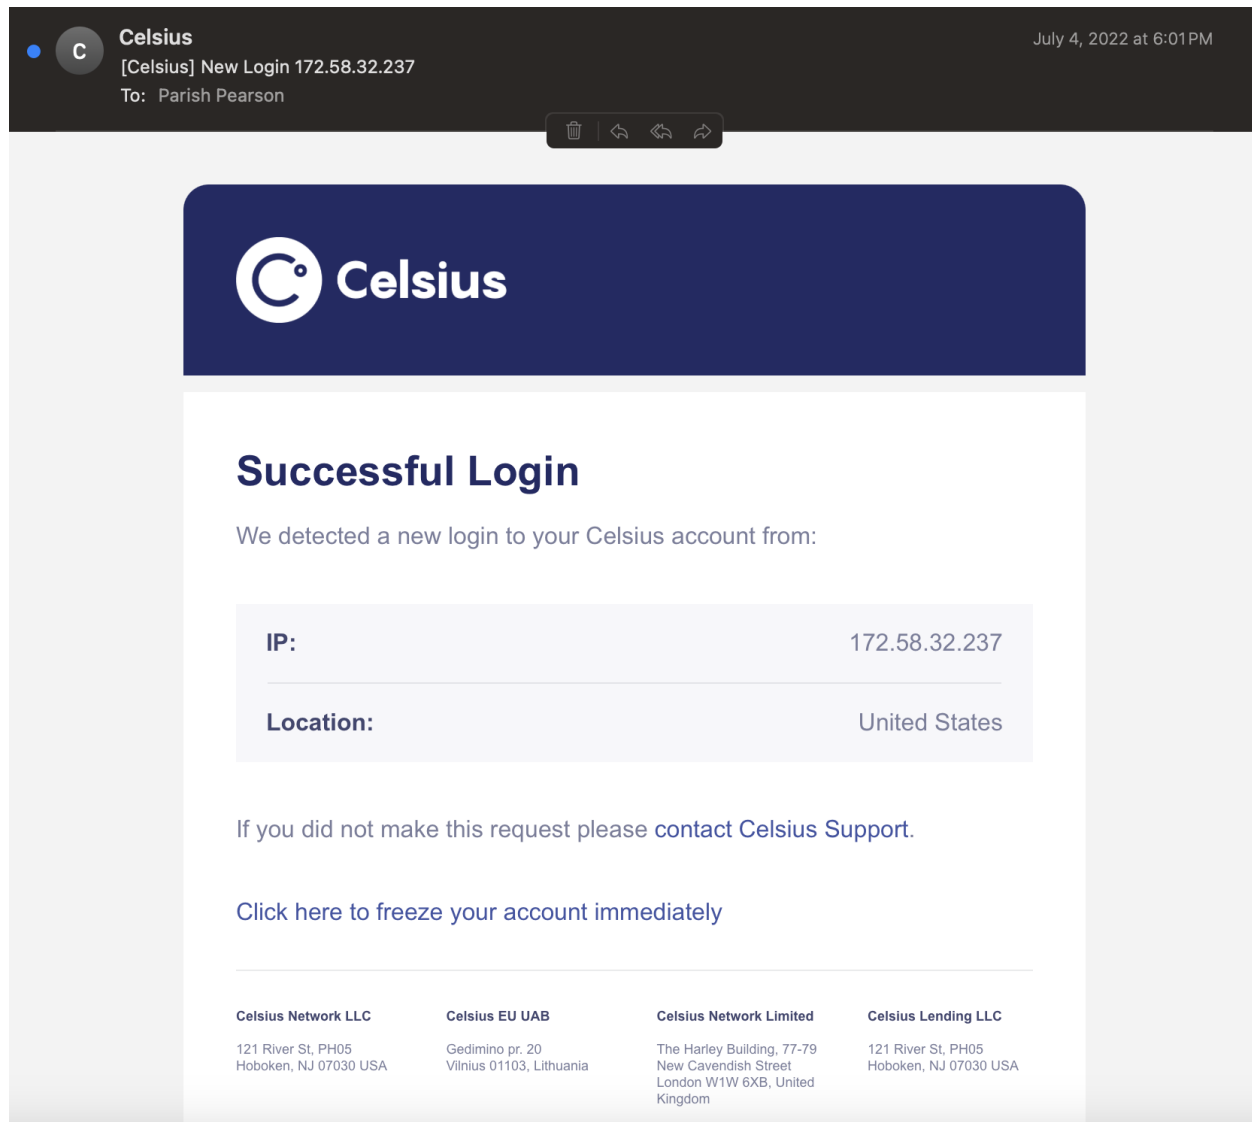 Celsius
July 4, 2022 at 6:01 PM
C
[Celsius] New Login 172.58.32.237
To: Parish Pearson
Celsius
Successful Login
We detected a new login to your Celsius account from:
IP: 172.58.32.237
Location: United States
If you did not make this request please contact Celsius Support.
Click here to freeze your account immediately
Celsius Network LLC
121 River St, PH05
Hoboken, NJ 07030 USA
Celsius EU UAB
Gedimino pr. 20
Vilnius 01103, Lithuania
Celsius Network Limited
The Harley Building, 77-79
New Cavendish Street
London W1W 6XB, United
Kingdom
Celsius Lending LLC
121 River St, PH05
Hoboken, NJ 07030 USA